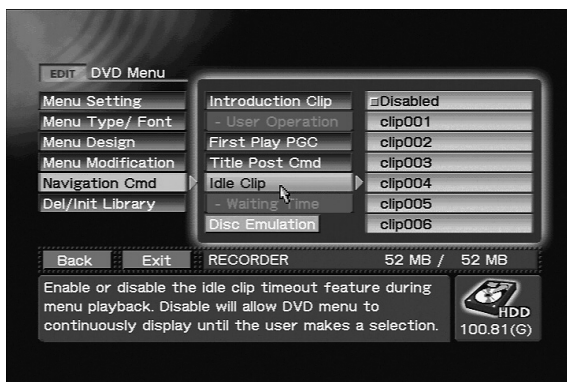 EDIT DVD Menu
Menu Setting
Menu Type/ Font
Menu Design
Menu Modification
Navigation Cmd
Del/Init Library
Introduction Clip
- User Operation
First Play PGC
Title Post Cmd
Idle Clip
- Waiting Time
Disc Emulation
Disabled
clip001
clip002
clip003
clip004
clip005
clip006
Back Exit RECORDER 52 MB / 52 MB
Enable or disable the idle clip timeout feature during
menu playback. Disable will allow DVD menu to
continuously display until the user makes a selection.
HDD
100.81(G)